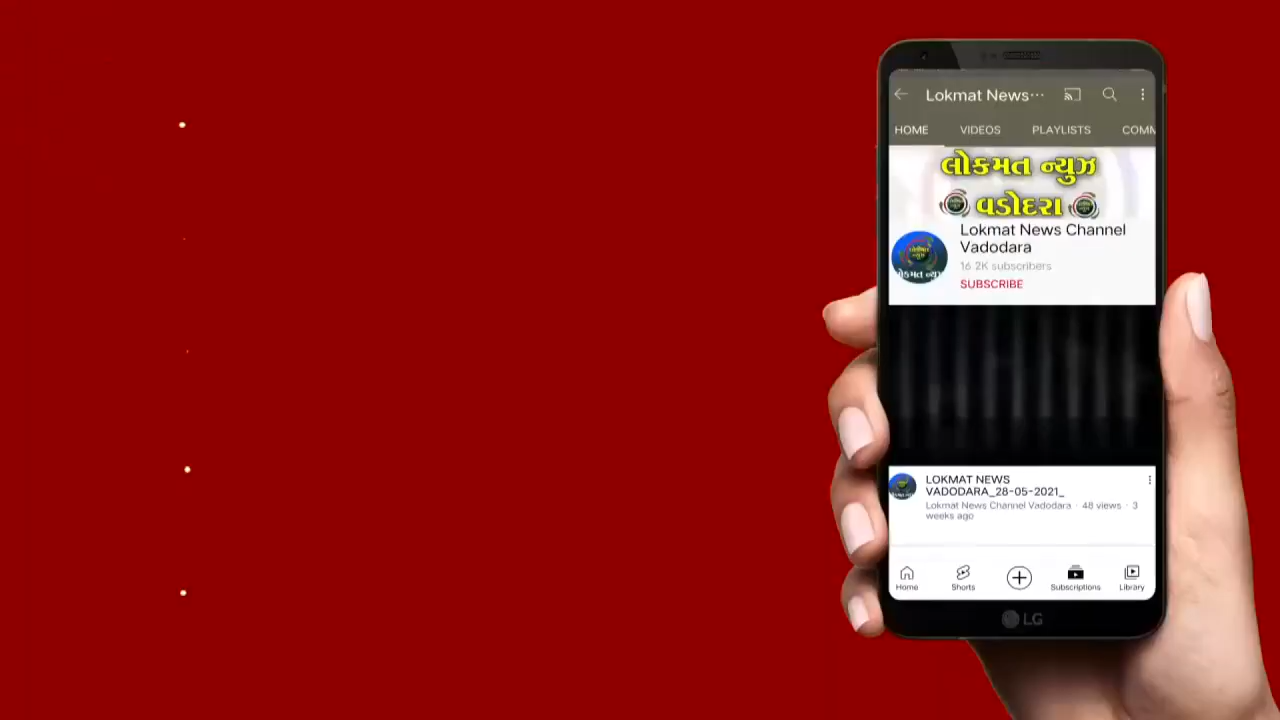 Lokmat News...
HOME VIDEOS PLAYLISTS COMM
લોકમત ન્યુઝ
વડોદરા
Lokmat News Channel
Vadodara
16.2K subscribers
SUBSCRIBE
LOKMAT NEWS
VADODARA_28-05-2021_
Lokmat News Channel Vadodara · 48 views · 3
weeks ago
Home Shorts Subscriptions Library
LG